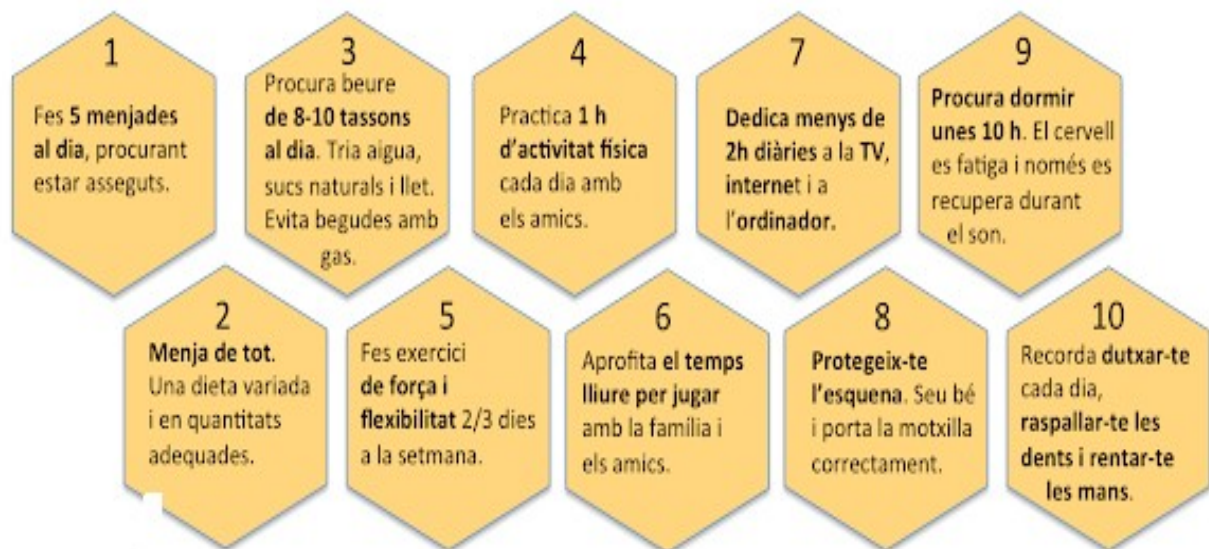 1
Fes 5 menjades
al dia, procurant
estar asseguts.
2
Menja de tot.
Una dieta variada
i en quantitats
adequades.
3
Procura beure
de 8-10 tassons
al dia. Tria aigua,
sucs naturals i llet.
Evita begudes amb
gas.
4
Practica 1 h
d'activitat física
cada dia amb
els amics.
5
Fes exercici
de força i
flexibilitat 2/3 dies
a la setmana.
6
Aprofita el temps
lliure per jugar
amb la família i
els amics.
7
Dedica menys de
2h diàries a la TV,
internet i a
l'ordinador.
8
Protegeix-te
l'esquena. Seu bé
i porta la motxilla
correctament.
9
Procura dormir
unes 10 h. El cervell
es fatiga i només es
recupera durant
el son.
10
Recorda dutxar-te
cada dia,
raspallar-te les
dents i rentar-te
les mans.